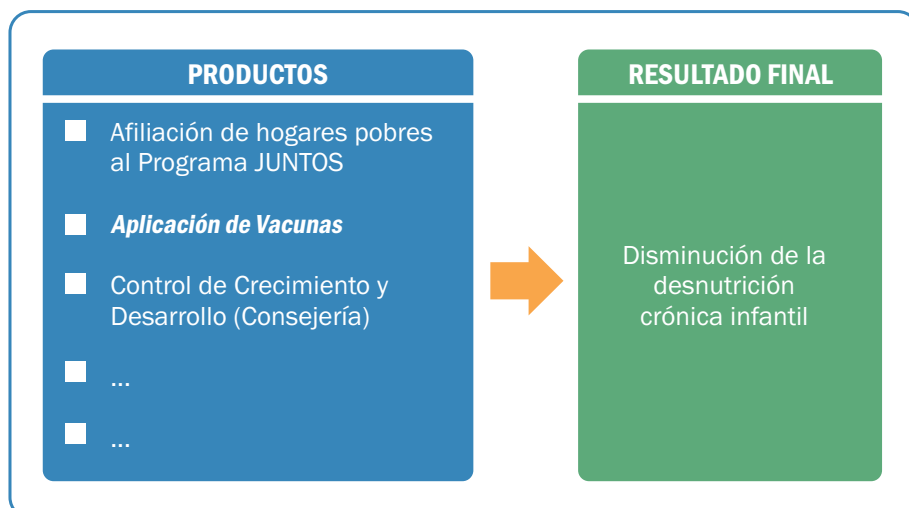 PRODUCTOS
Afiliación de hogares pobres
al Programa JUNTOS
Aplicación de Vacunas
Control de Crecimiento y
Desarrollo (Consejería)
...
...
RESULTADO FINAL
Disminución de la
desnutrición
crónica infantil